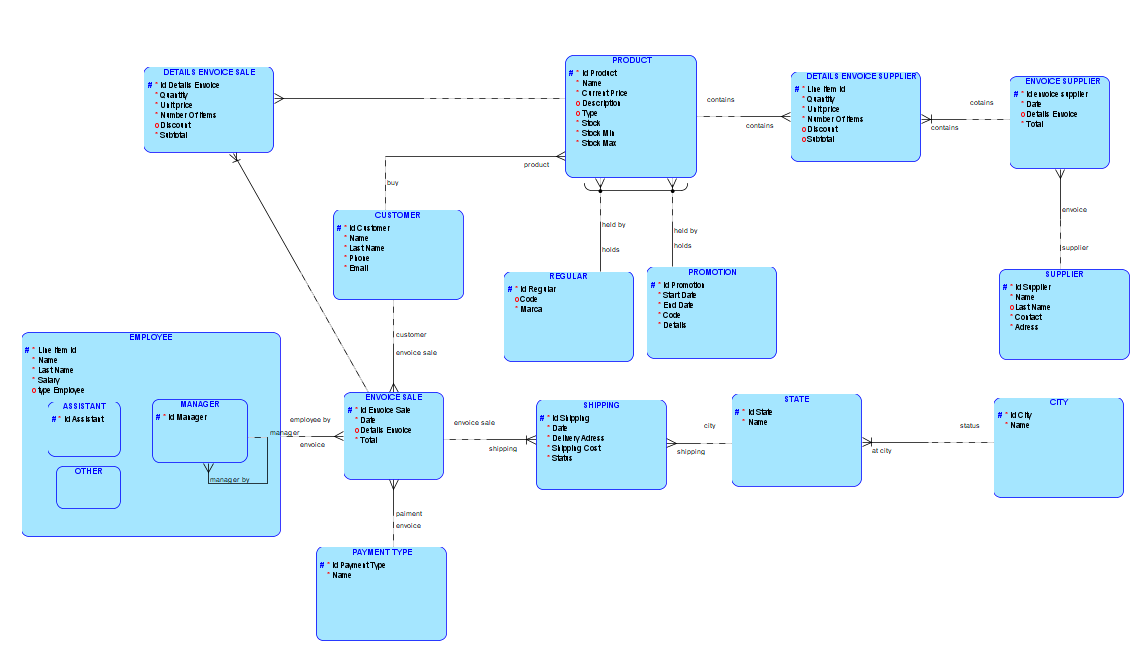 DETAILS ENVOICE SALE
# * Id Details Envoice
* Quantity
* Unitprice
* Number Of Items
o Discount
* Subtotal
PRODUCT
# * Id Product
* Name
* Current Price
o Description
o Type
* Stock
* Stock Min
* Stock Max
contains
contains
DETAILS ENVOICE SUPPLIER
# * Line Item Id
* Quantity
* Unitprice
* Number Of Items
o Discount
o Subtotal
cotains
contains
ENVOICE SUPPLIER
# * Id envoice supplier
* Date
o Details Envoice
* Total
product
buy
envoice
supplier
CUSTOMER
# * Id Customer
* Name
* Last Name
* Phone
* Email
held by
holds
held by
holds
REGULAR
# * Id Regular
o Code
* Marca
PROMOTION
# * Id Promotion
* Start Date
* End Date
* Code
* Details
SUPPLIER
# * Id Supplier
* Name
o Last Name
* Contact
* Adress
customer
envoice sale
EMPLOYEE
# * Line Item Id
* Name
* Last Name
* Salary
o type Employee
ASSISTANT
# * Id Assistant
MANAGER
# * Id Manager
OTHER
manager
manager by
employee by
envoice
ENVOICE SALE
# * Id Envoice Sale
* Date
o Details Envoice
* Total
envoice sale
shipping
SHIPPING
# * Id Shipping
* Date
* Delivery Adress
* Shipping Cost
* Status
city
shipping
STATE
# * Id State
* Name
status
at city
CITY
# * Id City
* Name
paiment
envoice
PAYMENT TYPE
# * Id Payment Type
* Name